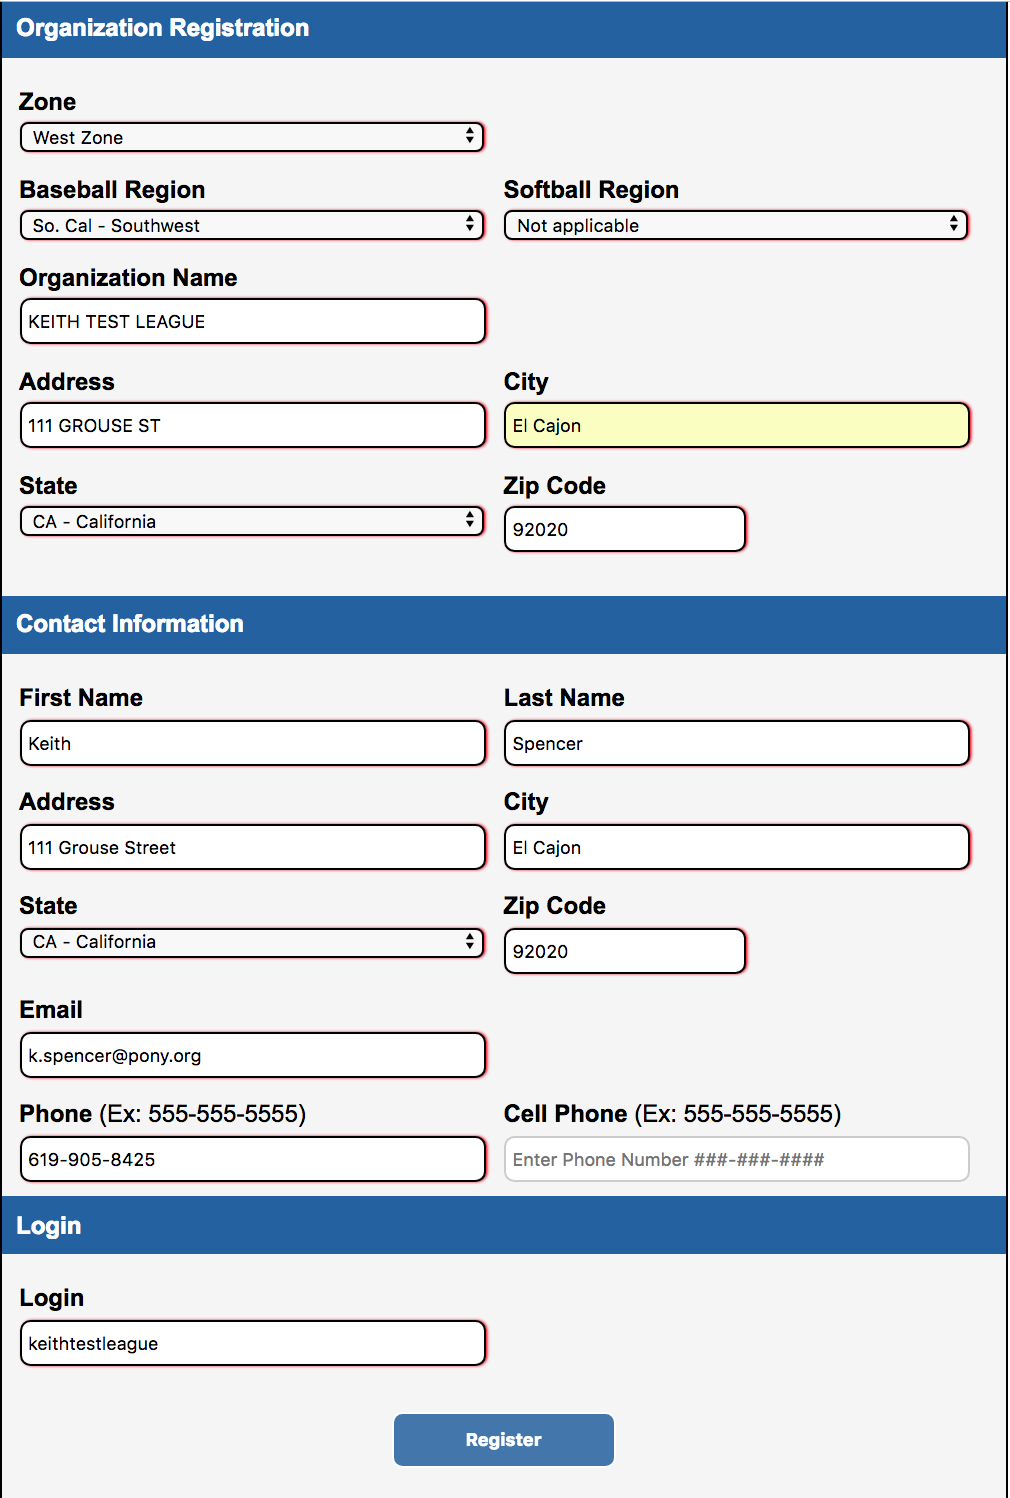 Organization Registration
Zone
West Zone
Baseball Region Softball Region
So. Cal - Southwest Not applicable
Organization Name
KEITH TEST LEAGUE
Address City
111 GROUSE ST El Cajon
State Zip Code
CA - California 92020
Contact Information
First Name Last Name
Keith Spencer
Address City
111 Grouse Street El Cajon
State Zip Code
CA - California 92020
Email
k.spencer@pony.org
Phone (Ex: 555-555-5555) Cell Phone (Ex: 555-555-5555)
619-905-8425 Enter Phone Number ###-###-####
Login
Login
keithtestleague
Register